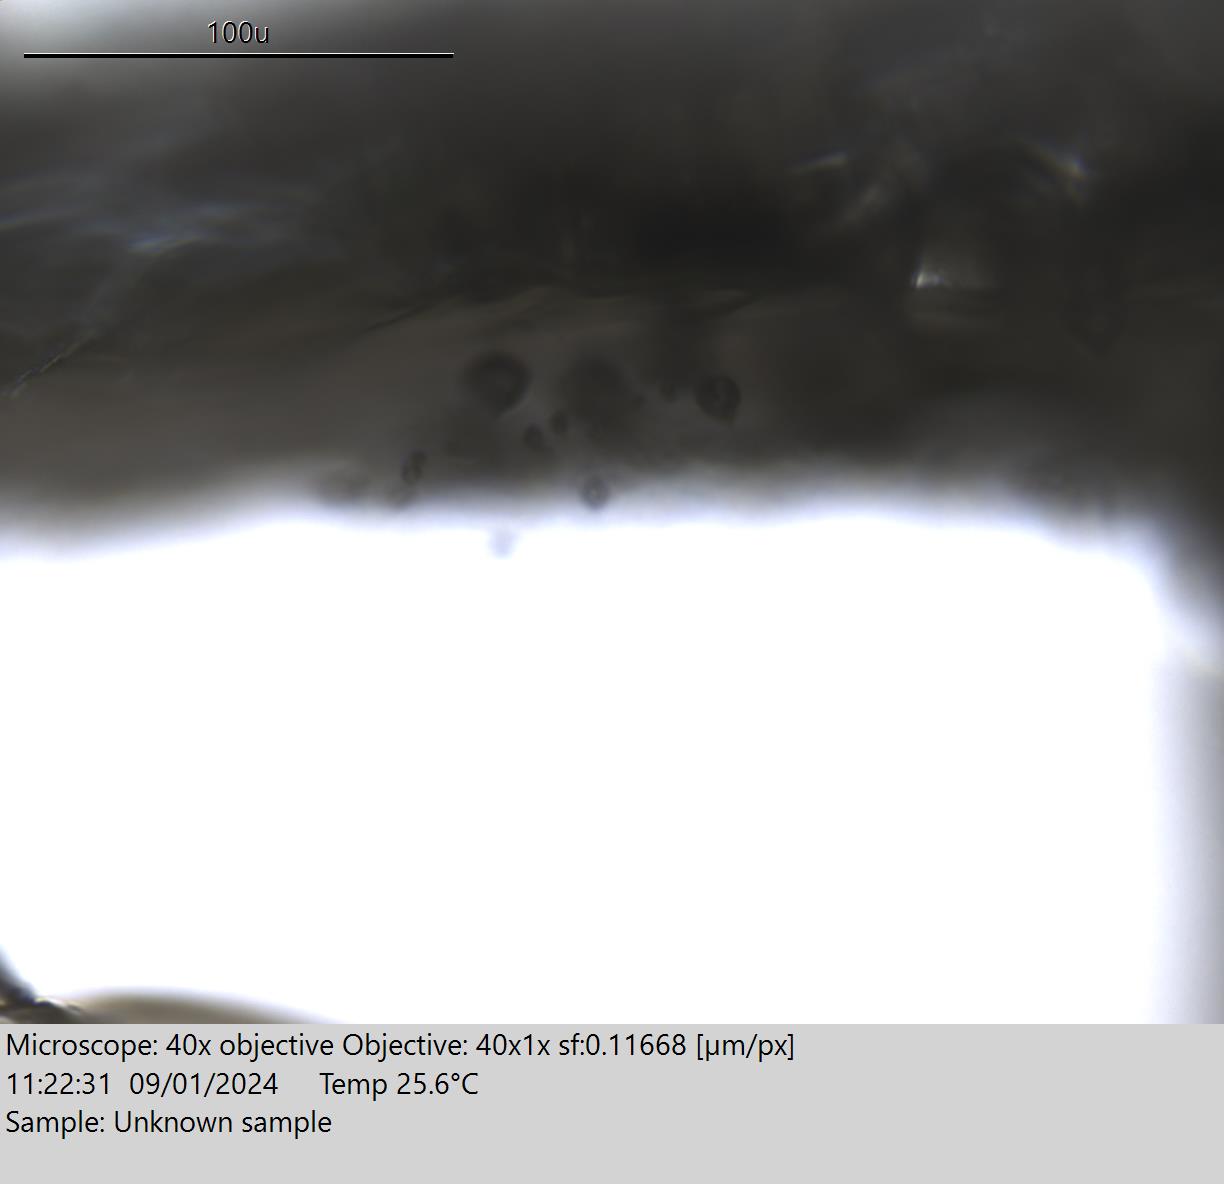 100u
Microscope: 40x objective Objective: 40x1x sf:0.11668 [µm/px]
11:22:31 09/01/2024 Temp 25.6°C
Sample: Unknown sample